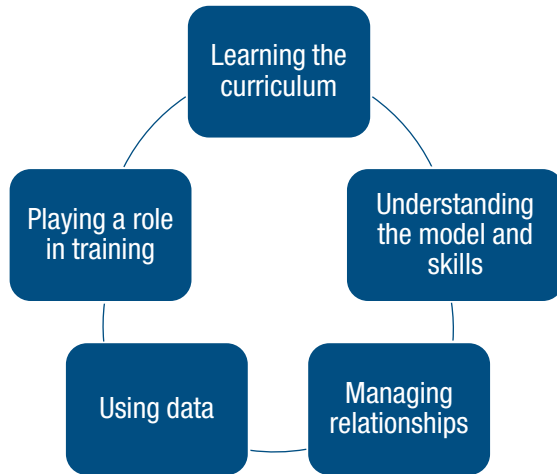 Learning the
curriculum
Understanding
the model and
skills
Managing
relationships
Using data
Playing a role
in training